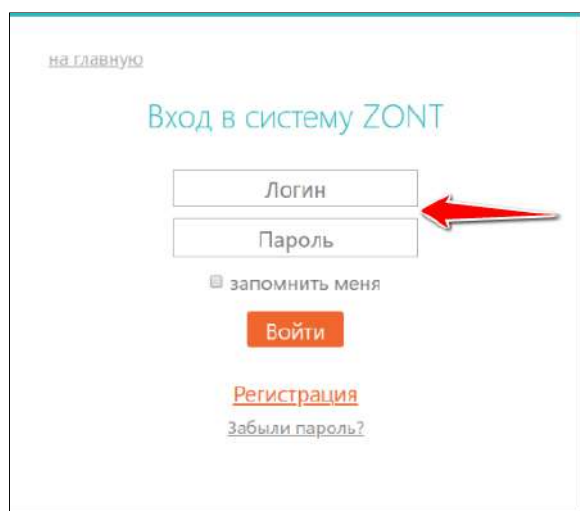 на главную
Вход в систему ZONT
Логин
Пароль
запомнить меня
Войти
Регистрация
Забыли пароль?